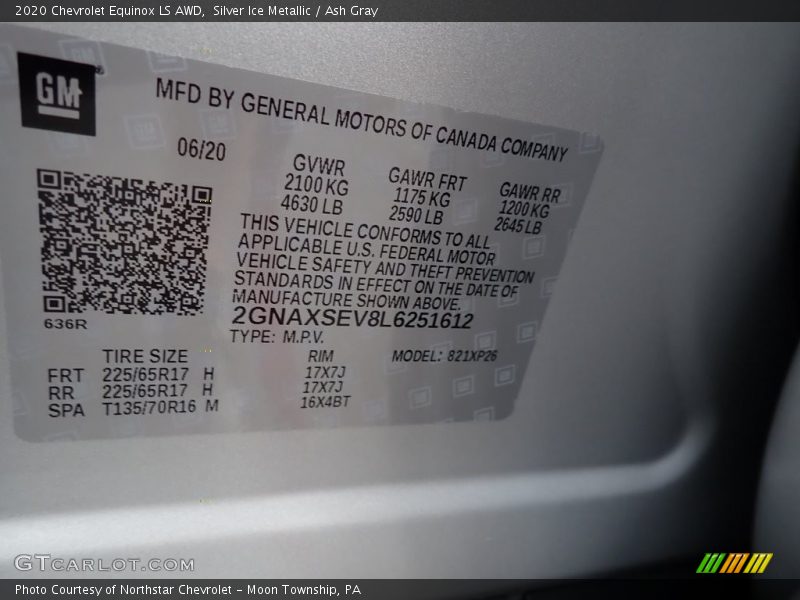 2020 Chevrolet Equinox LS AWD,  Silver Ice Metallic / Ash Gray
GM
MFD BY GENERAL MOTORS OF CANADA COMPANY
06/20
GVWR
2100 KG
4630 LB
GAWR FRT
1175 KG
2590 LB
GAWR RR
1200 KG
2645 LB
THIS VEHICLE CONFORMS TO ALL
APPLICABLE U.S. FEDERAL MOTOR
VEHICLE SAFETY AND THEFT PREVENTION
STANDARDS IN EFFECT ON THE DATE OF
MANUFACTURE SHOWN ABOVE.
2GNAXSEV8L6251612
636R
TYPE: M.P.V.
TIRE SIZE
RIM
MODEL: 821XP26
FRT 225/65R17 H 17X7J
RR 225/65R17 H 17X7J
SPA T135/70R16 M 16X4BT
GTCARLOT.COM
Photo Courtesy of Northstar Chevrolet – Moon Township, PA